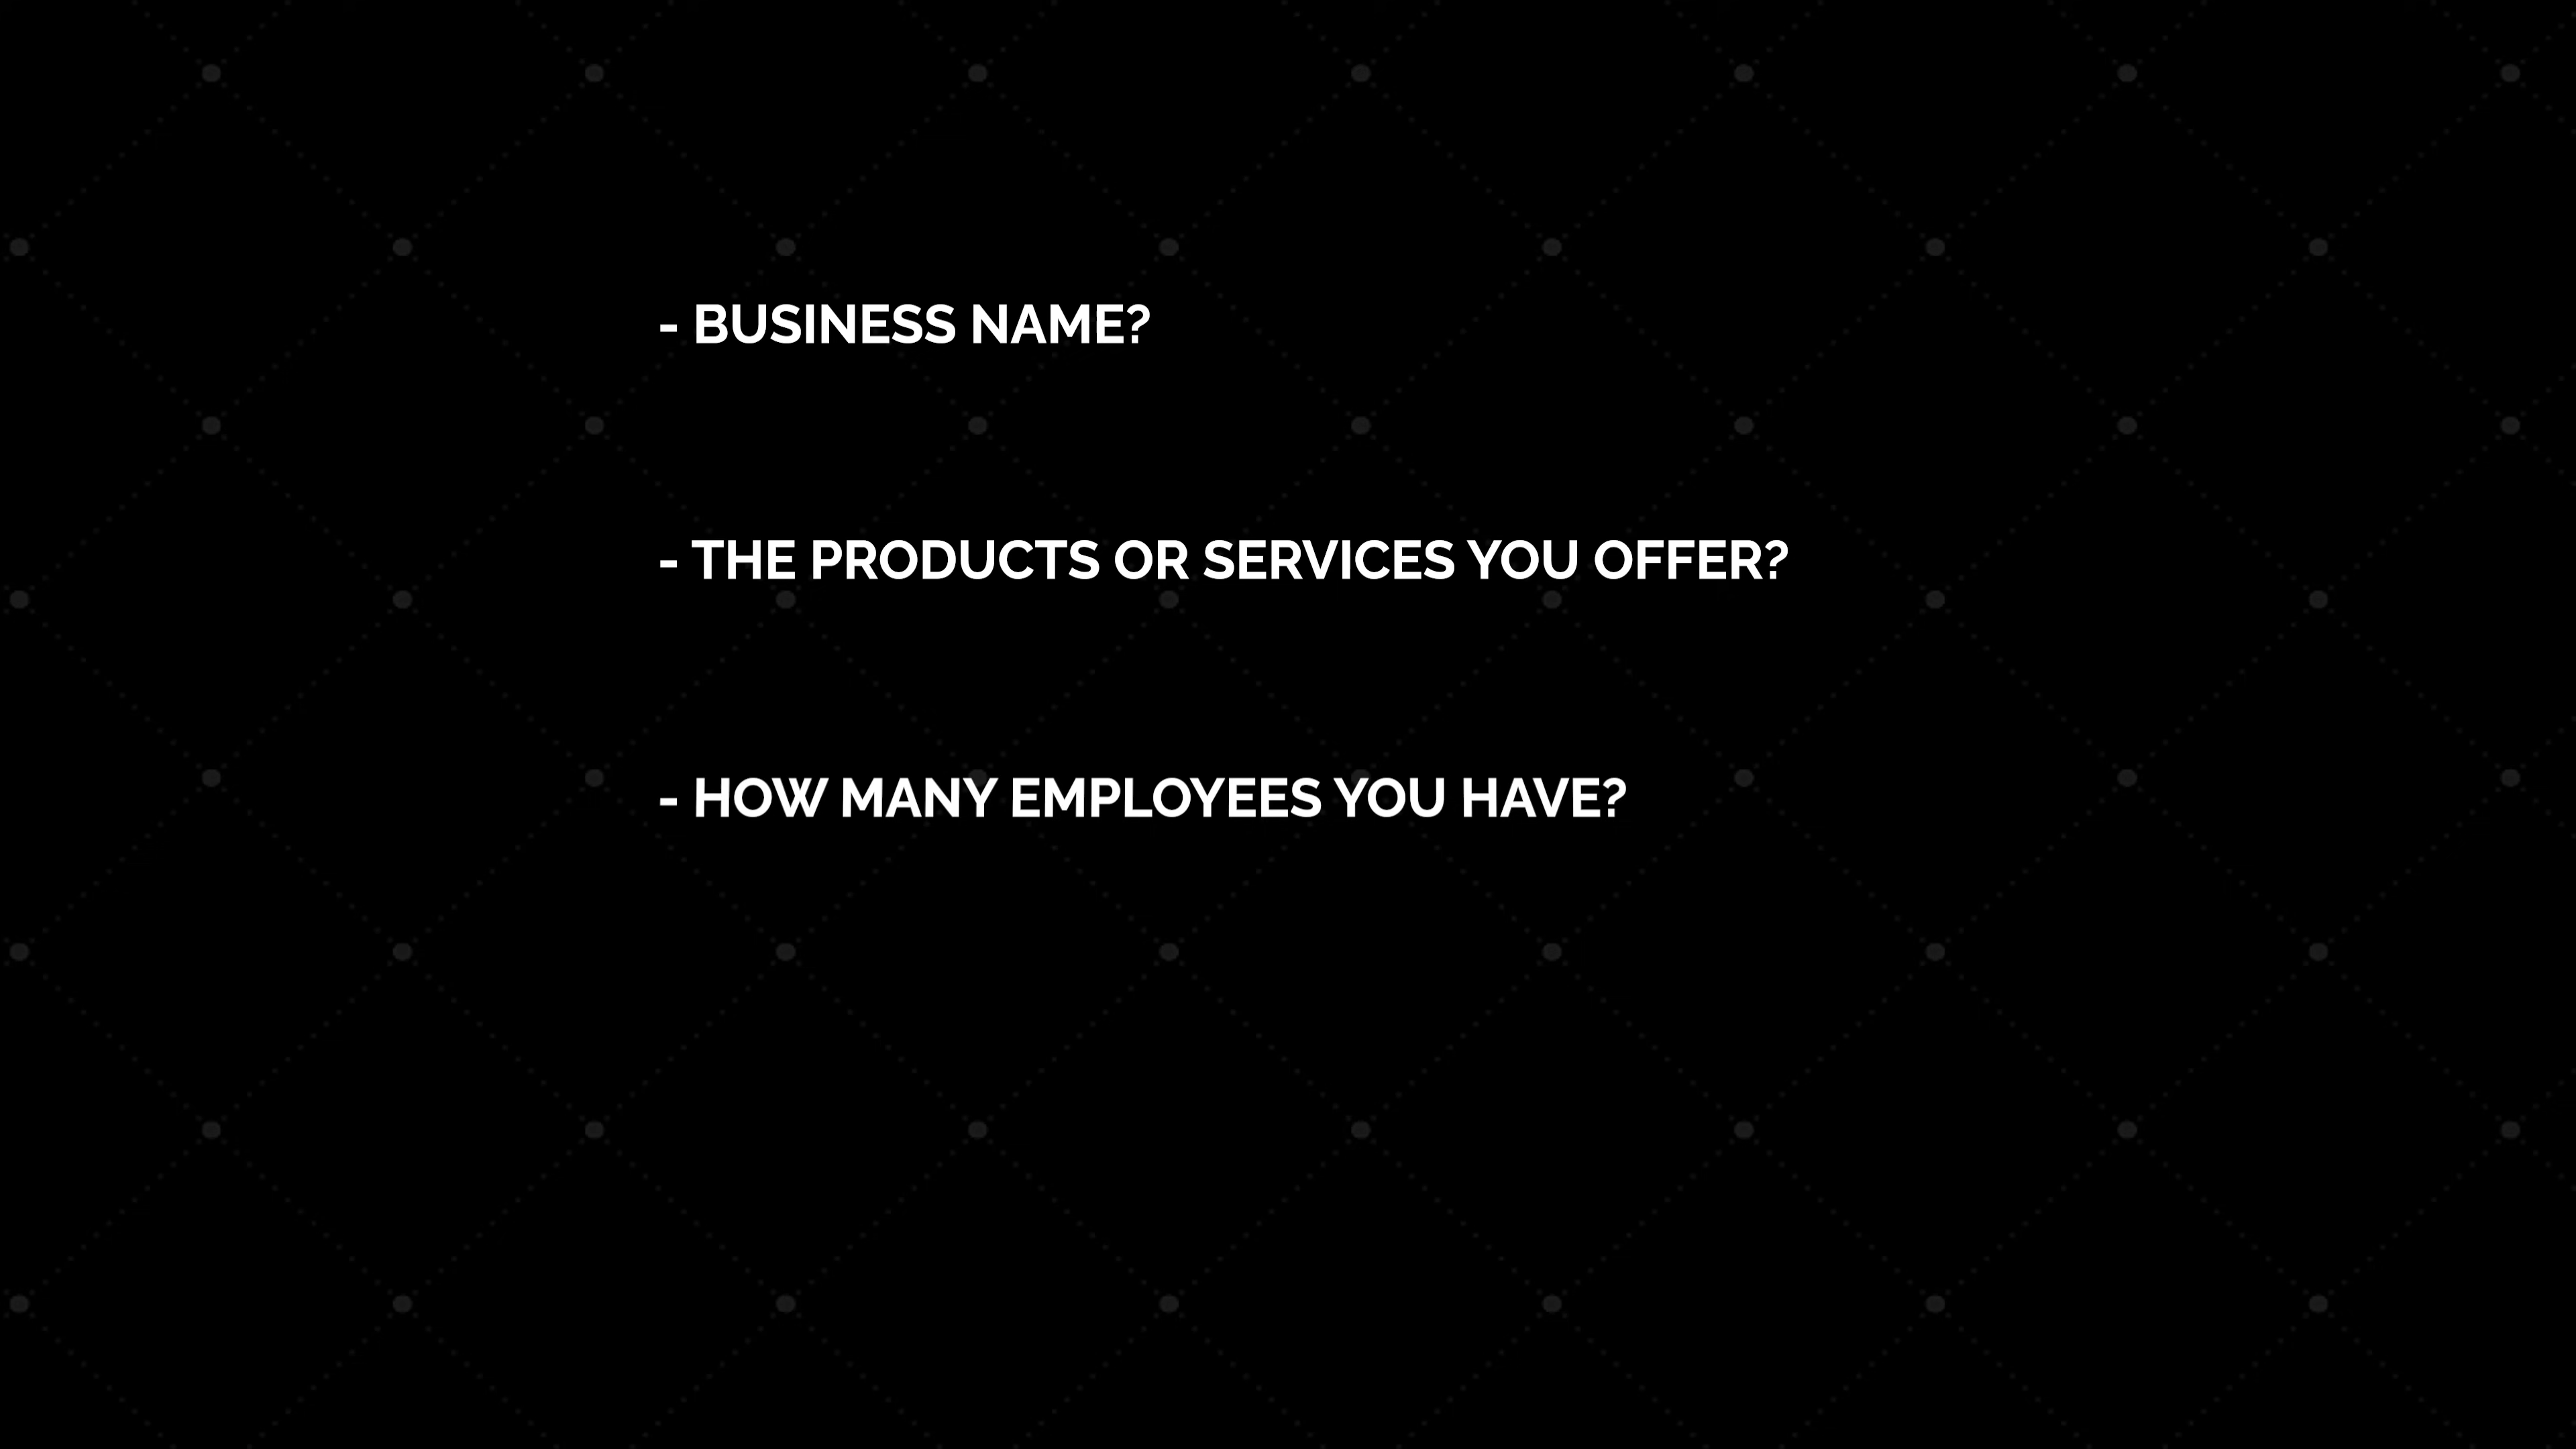 - BUSINESS NAME?
- THE PRODUCTS OR SERVICES YOU OFFER?
- HOW MANY EMPLOYEES YOU HAVE?